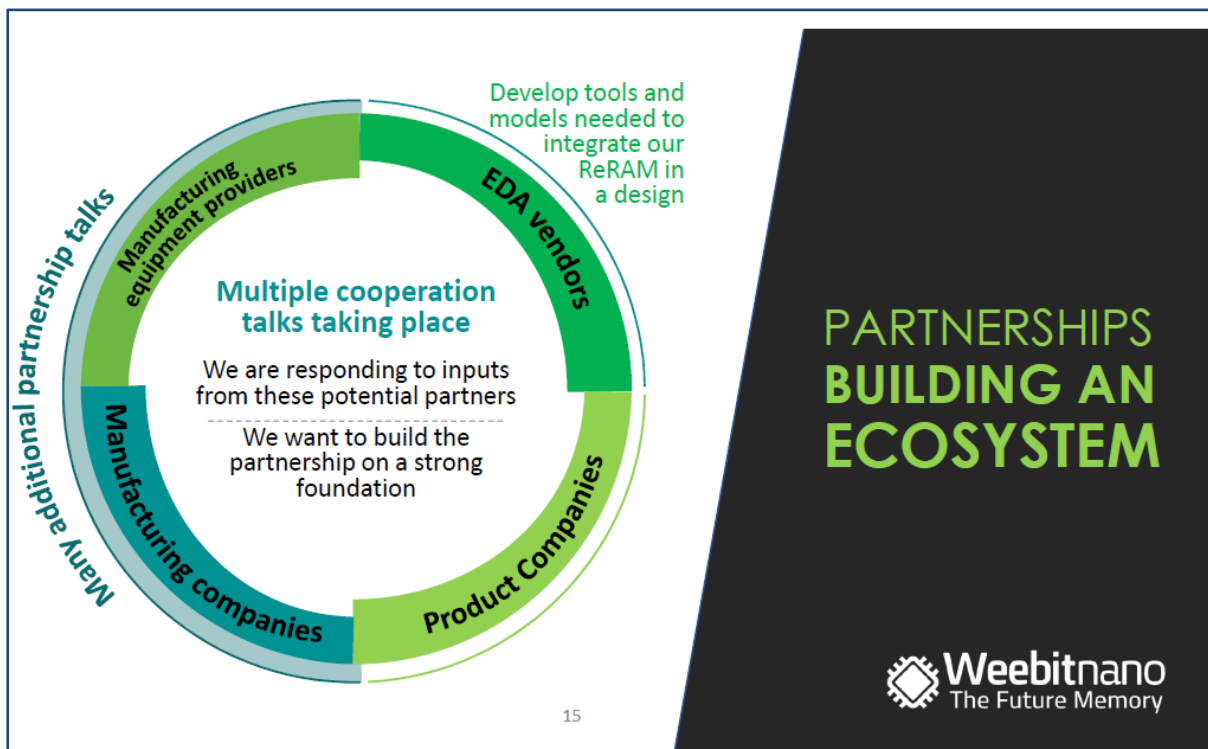 Develop tools and
models needed to
integrate our
ReRAM in
a design
Manufacturing
equipment providers
EDA vendors
Many additional partnership talks
Multiple cooperation
talks taking place
We are responding to inputs
from these potential partners
We want to build the
partnership on a strong
foundation
Manufacturing companies
Product Companies
PARTNERSHIPS
BUILDING AN
ECOSYSTEM
Weebitnano
The Future Memory
15